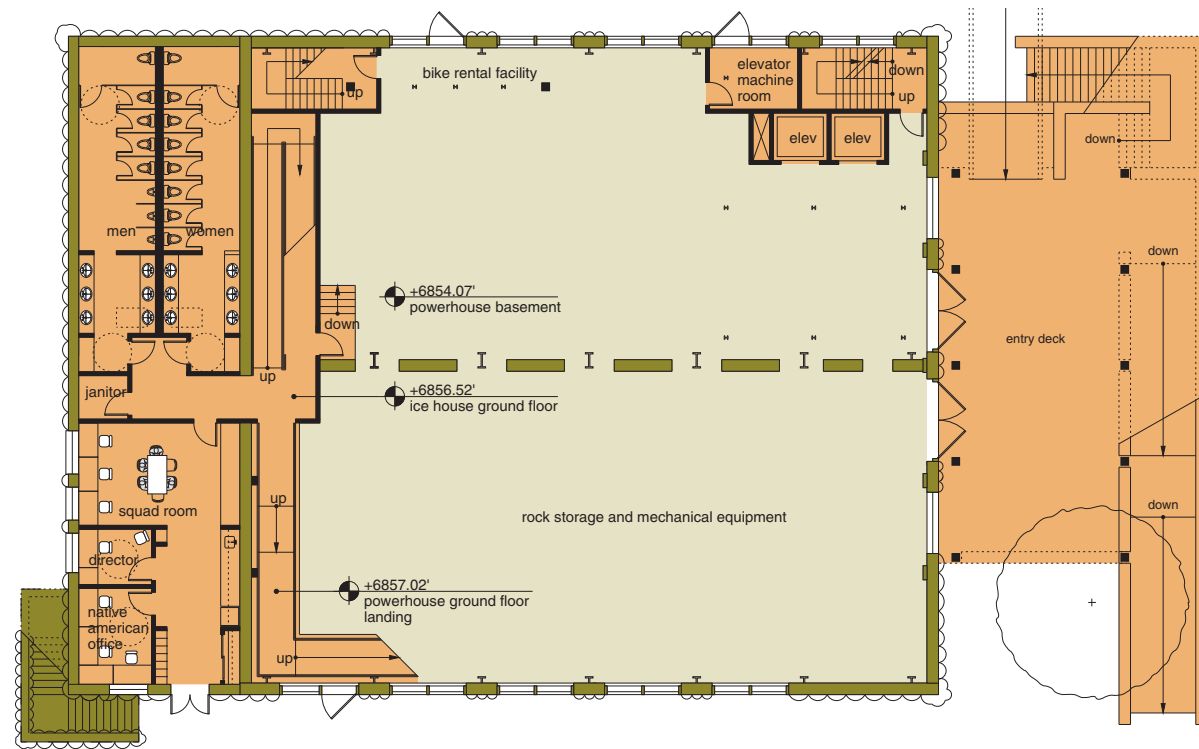 bike rental facility
elevator
machine
room
down
up
up
elev
elev
down
men
women
+6854.07'
powerhouse basement
down
down
entry deck
up
janitor
+6856.52'
ice house ground floor
up
squad room
rock storage and mechanical equipment
down
director
+6857.02'
powerhouse ground floor
landing
native
american
office
up